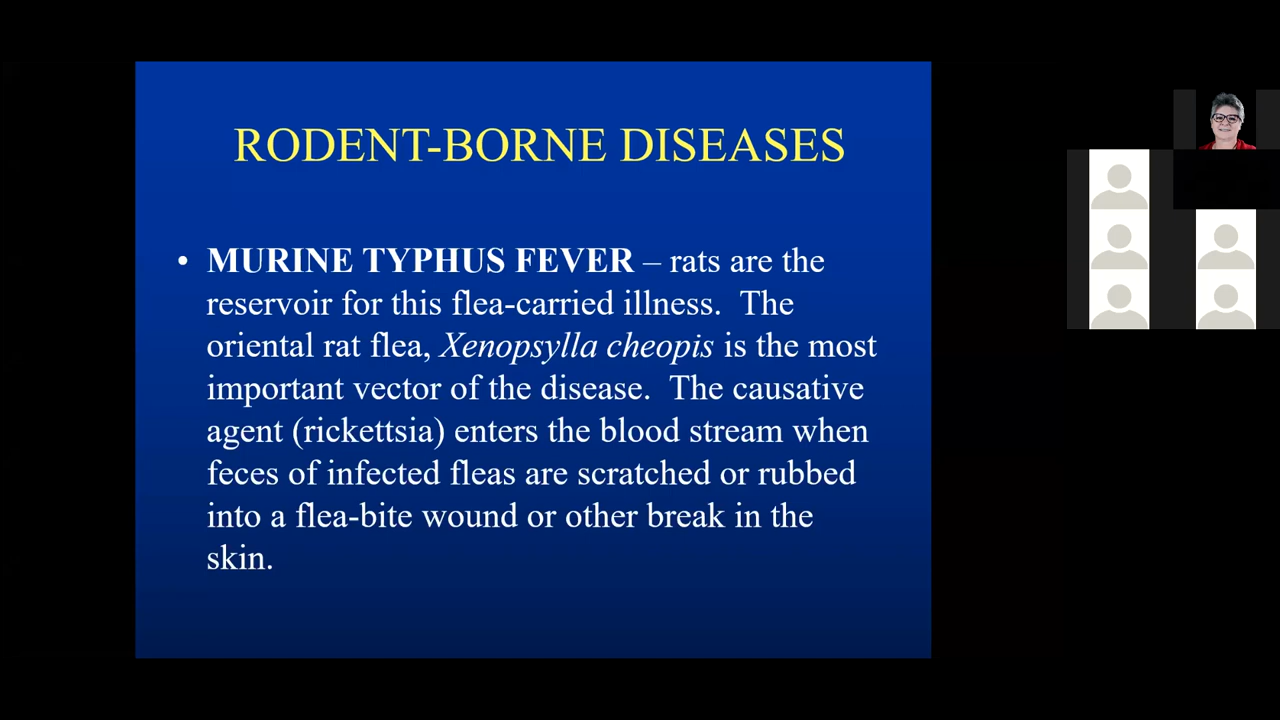 RODENT-BORNE DISEASES
• MURINE TYPHUS FEVER – rats are the
reservoir for this flea-carried illness.  The
oriental rat flea, Xenopsylla cheopis is the most
important vector of the disease.  The causative
agent (rickettsia) enters the blood stream when
feces of infected fleas are scratched or rubbed
into a flea-bite wound or other break in the
skin.